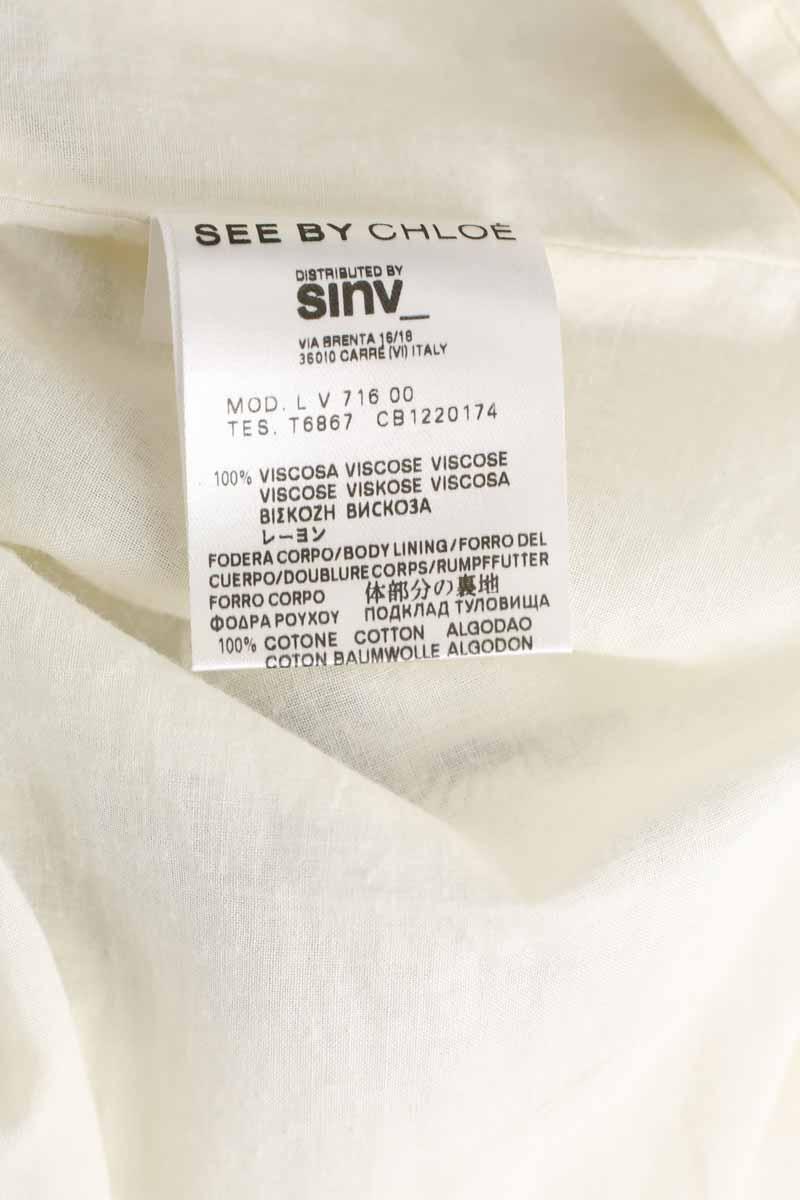 SEE BY CHLOÉ
DISTRIBUTED BY
sinv_
VIA BRENTA 16/18
36010 CARRÉ (VI) ITALY
MOD. L V 716 00
TES. T6867 CB1220174
100% VISCOSA VISCOSE VISCOSE
VISCOSE VISKOSE VISCOSA
ΒΙΣΚΟΖΗ ВИСКОЗА
レーヨン
FODERA CORPO/BODY LINING/FORRO DEL
CUERPO/DOUBLURE CORPS/RUMPFFUTTER
FORRO CORPO 体部分の裏地
ΦΟΔΡΑ ΡΟΥΧΟΥ ПОДКЛАД ТУЛОВИЩА
100% COTONE COTTON ALGODAO
COTON BAUMWOLLE ALGODON